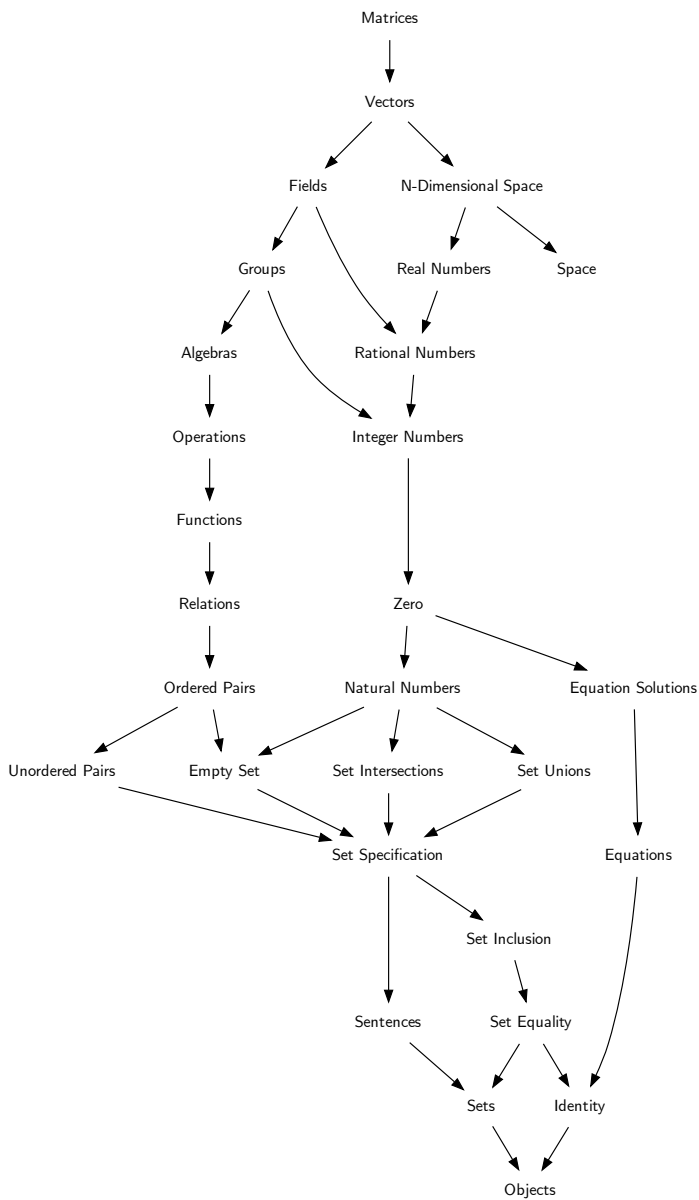 Matrices
Vectors
Fields
N-Dimensional Space
Groups
Real Numbers
Space
Algebras
Rational Numbers
Operations
Integer Numbers
Functions
Relations
Zero
Ordered Pairs
Natural Numbers
Equation Solutions
Unordered Pairs
Empty Set
Set Intersections
Set Unions
Set Specification
Equations
Set Inclusion
Sentences
Set Equality
Sets
Identity
Objects